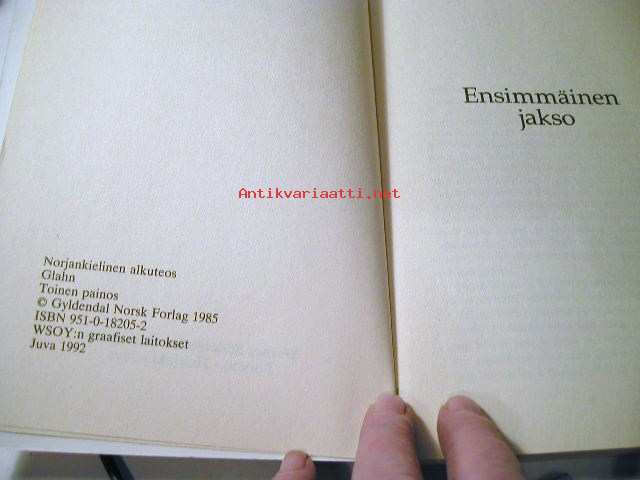 Norjankielinen alkuteos
Glahn
Toinen painos
© Gyldendal Norsk Forlag 1985
ISBN 951-0-18205-2
WSOY:n graafiset laitokset
Juva 1992
Ensimmäinen
jakso
Antikvariaatti.net